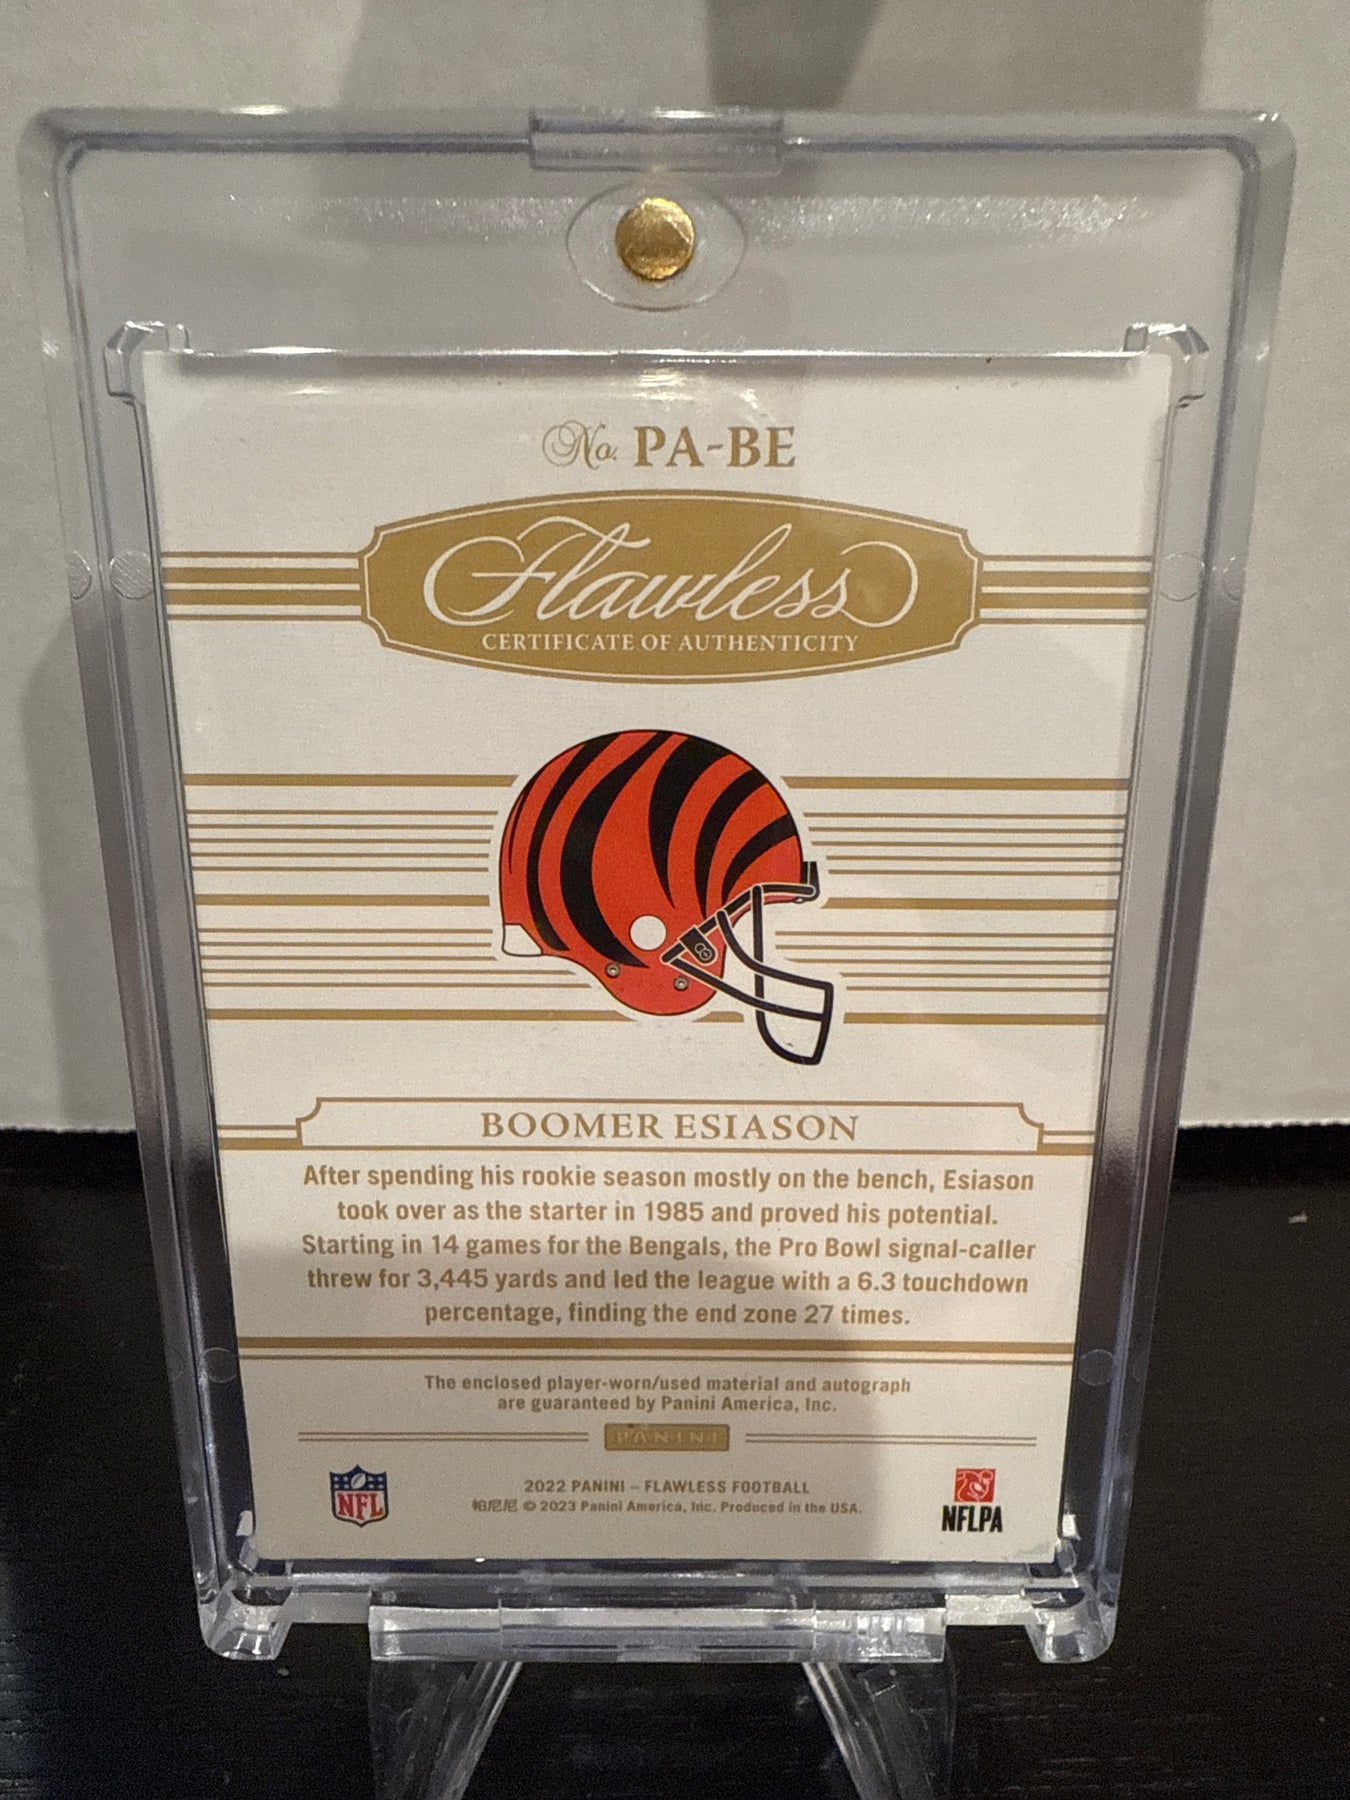 No. PA-BE
Flawless
CERTIFICATE OF AUTHENTICITY
BOOMER ESIASON
After spending his rookie season mostly on the bench, Esiason
took over as the starter in 1985 and proved his potential.
Starting in 14 games for the Bengals, the Pro Bowl signal-caller
threw for 3,445 yards and led the league with a 6.3 touchdown
percentage, finding the end zone 27 times.
The enclosed player-worn/used material and autograph
are guaranteed by Panini America, Inc.
PANINI
NFL
2022 PANINI – FLAWLESS FOOTBALL
帕尼尼 © 2023 Panini America, Inc. Produced in the USA.
NFLPA